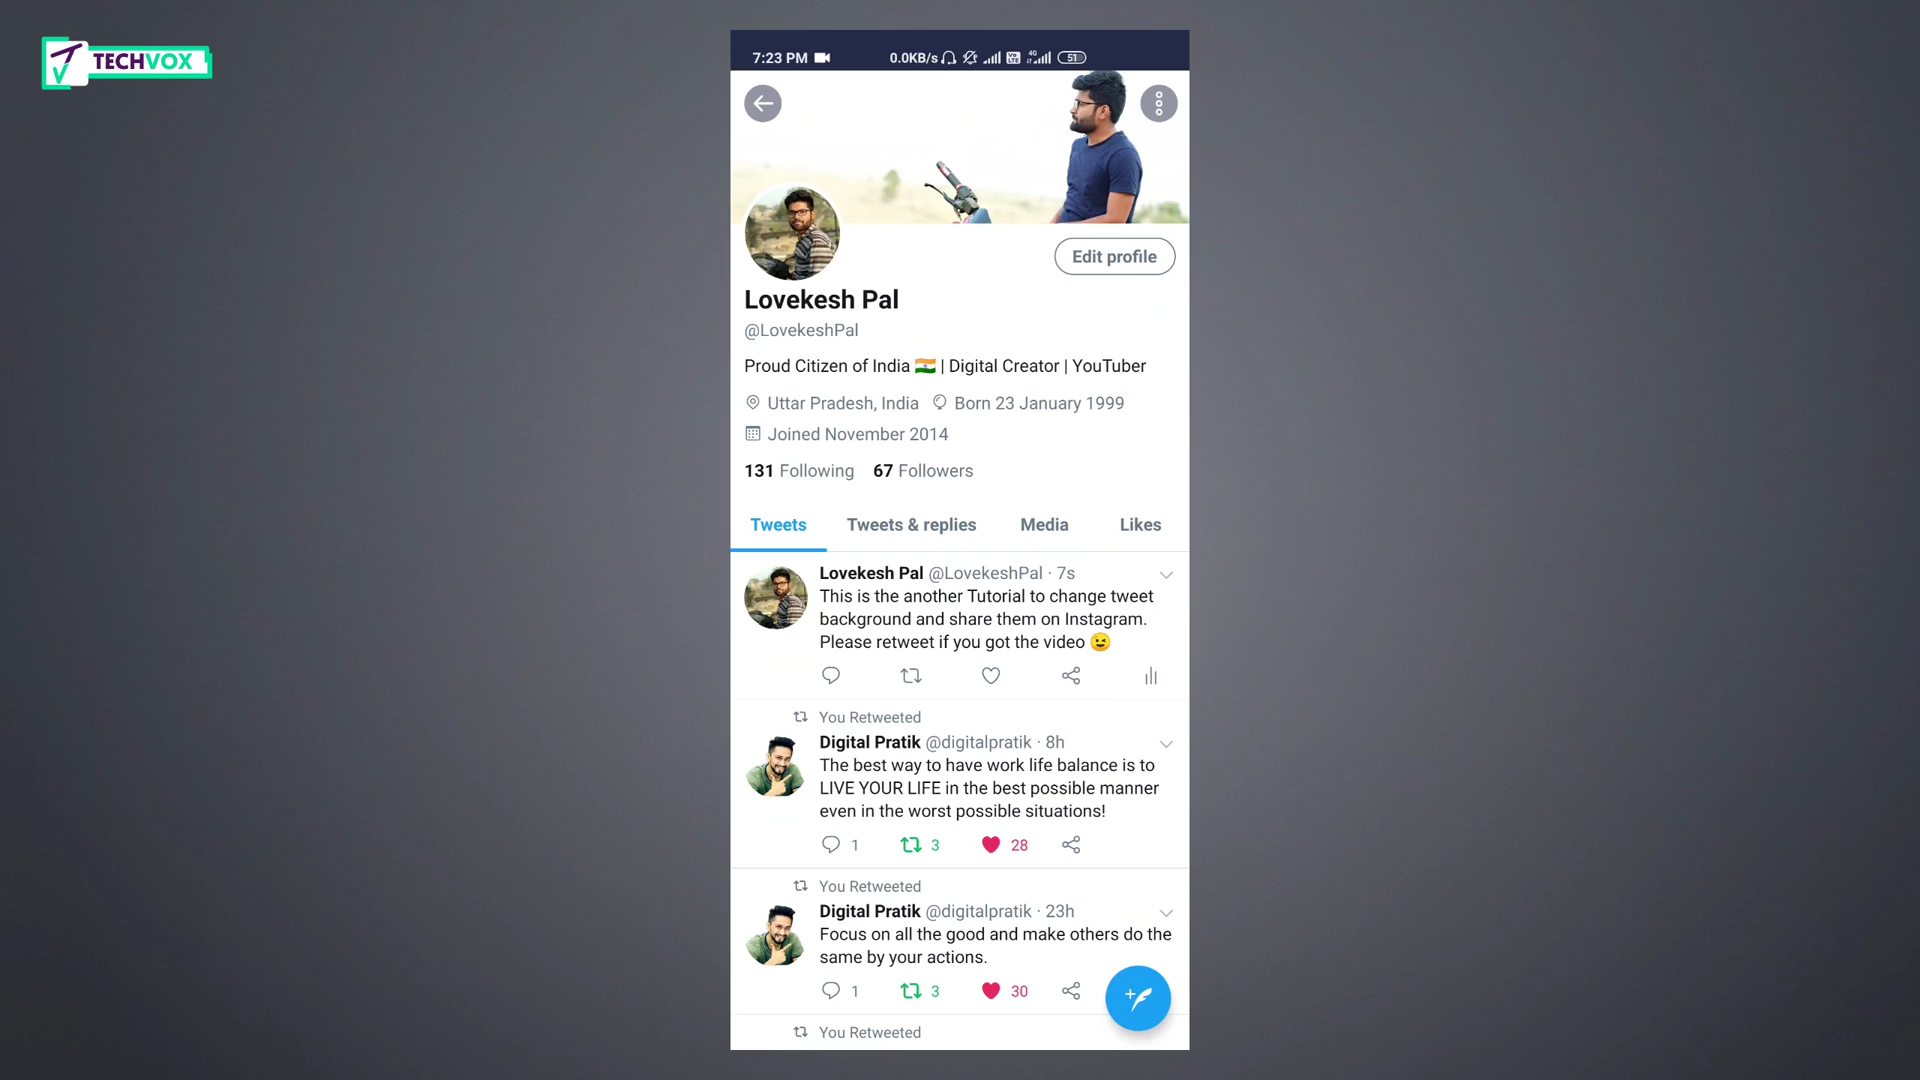 TECHVOX
7:23 PM 0.0KB/s 4G 51
Edit profile
Lovekesh Pal
@LovekeshPal
Proud Citizen of India 🇮🇳 | Digital Creator | YouTuber
Uttar Pradesh, India Born 23 January 1999
Joined November 2014
131 Following 67 Followers
Tweets Tweets & replies Media Likes
Lovekesh Pal @LovekeshPal · 7s
This is the another Tutorial to change tweet
background and share them on Instagram.
Please retweet if you got the video 😉
You Retweeted
Digital Pratik @digitalpratik · 8h
The best way to have work life balance is to
LIVE YOUR LIFE in the best possible manner
even in the worst possible situations!
1 3 28
You Retweeted
Digital Pratik @digitalpratik · 23h
Focus on all the good and make others do the
same by your actions.
1 3 30
You Retweeted